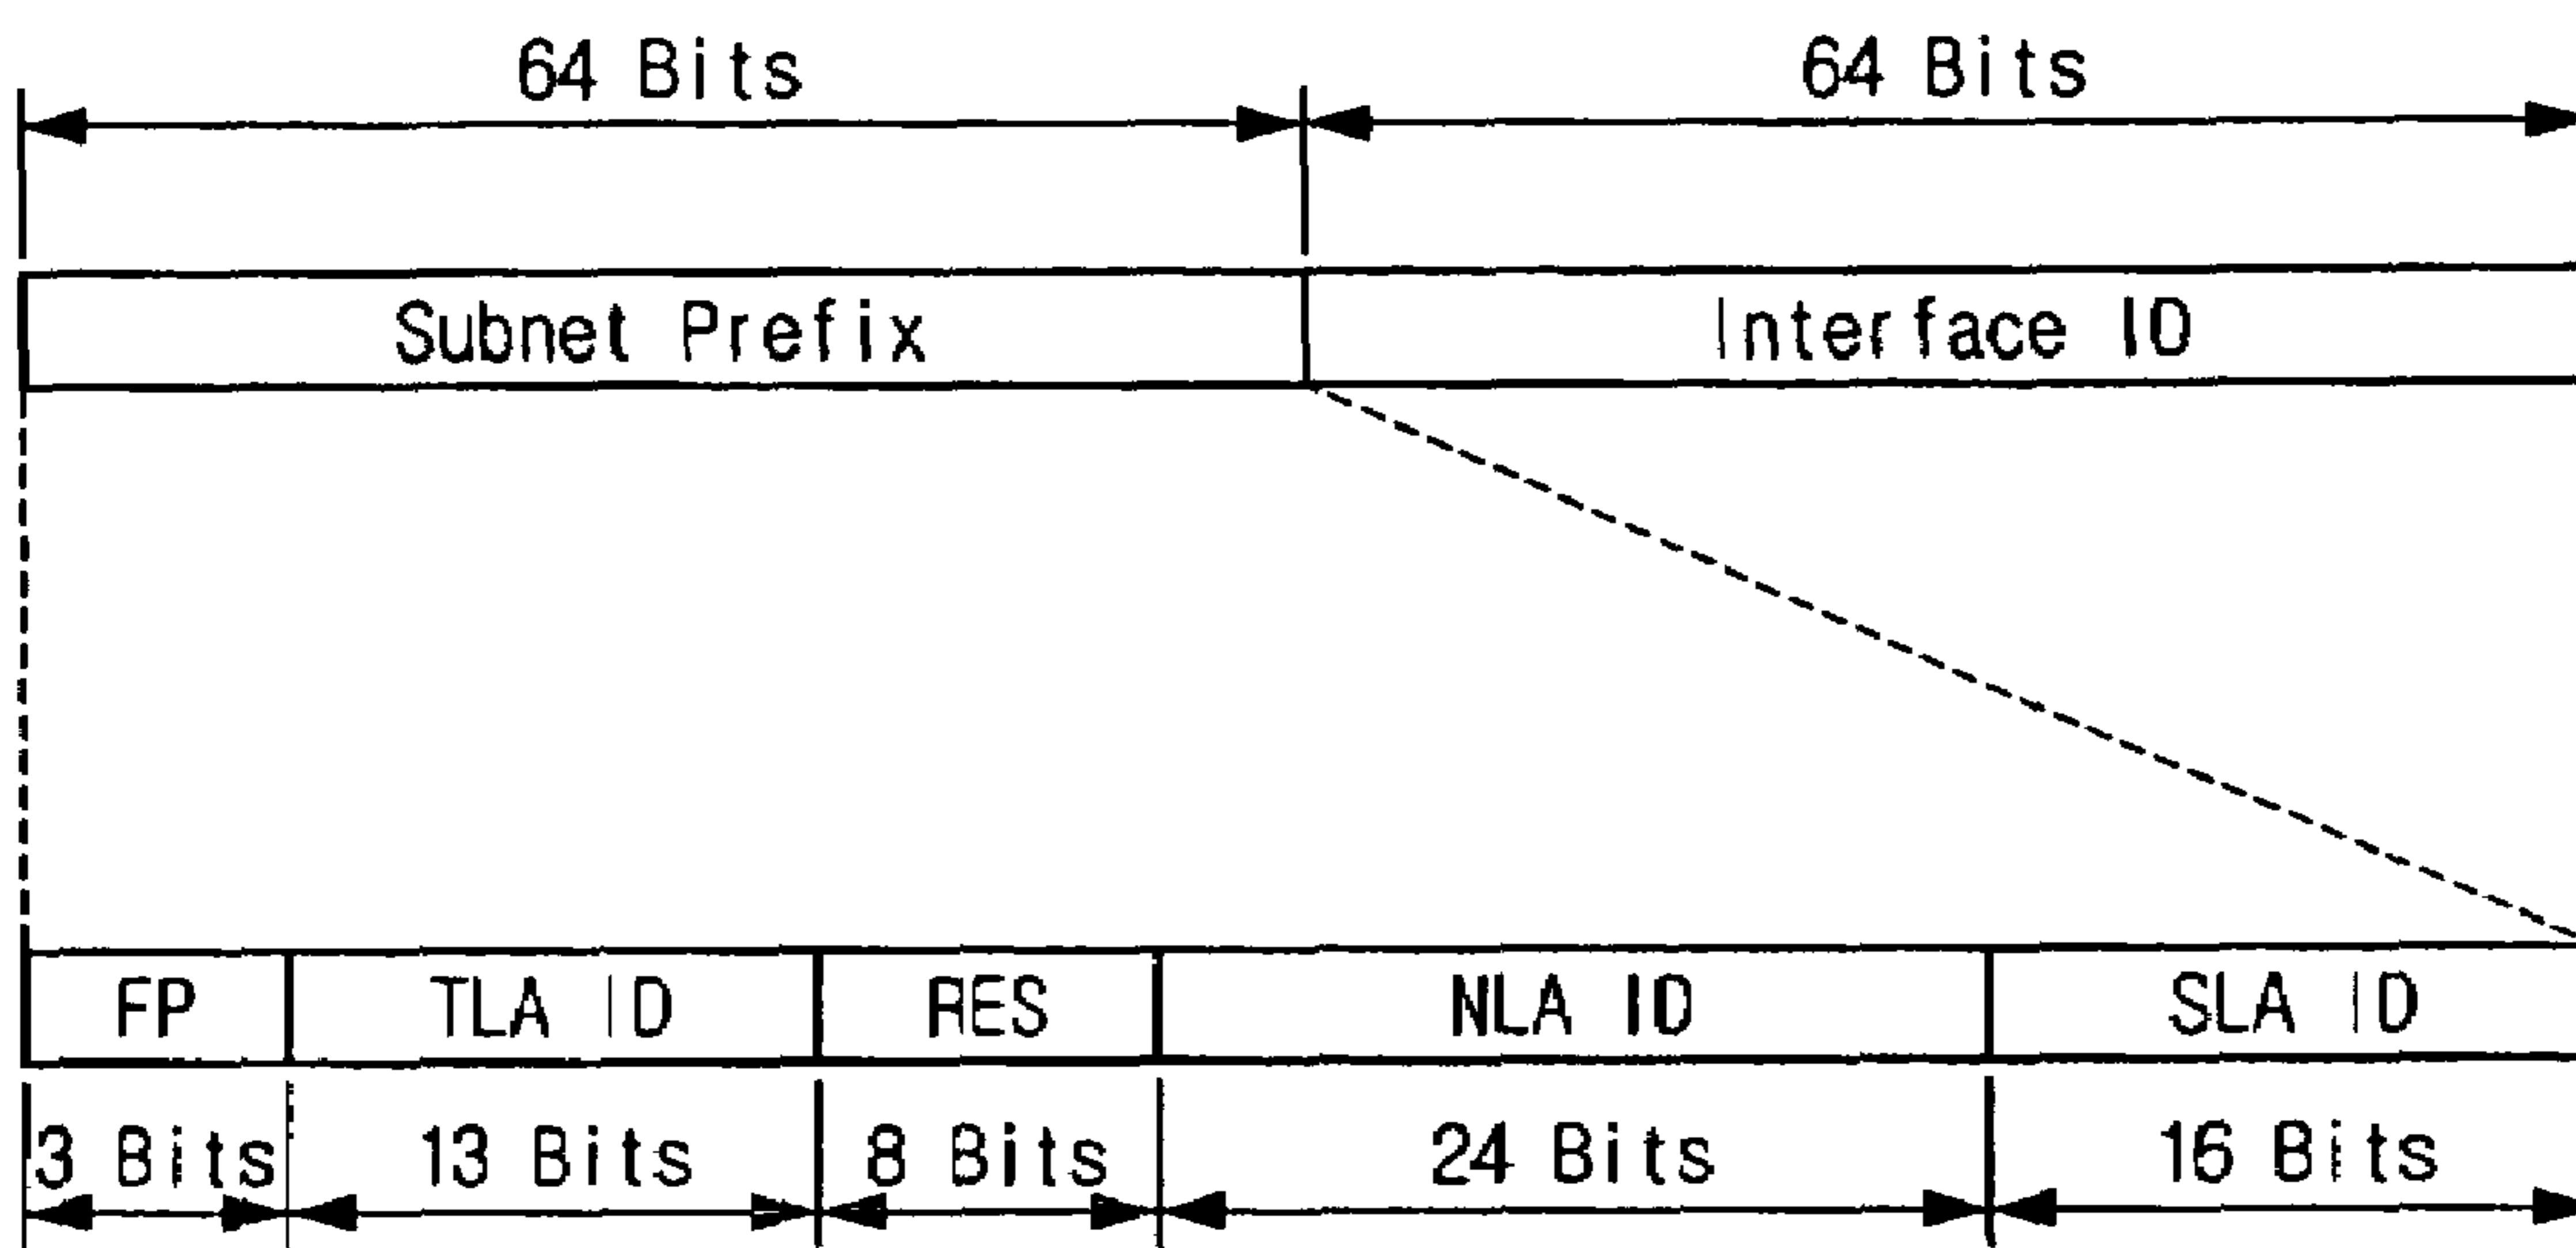 64 Bits 64 Bits
Subnet Prefix Interface ID
FP TLA ID RES NLA ID SLA ID
3 Bits 13 Bits 8 Bits 24 Bits 16 Bits